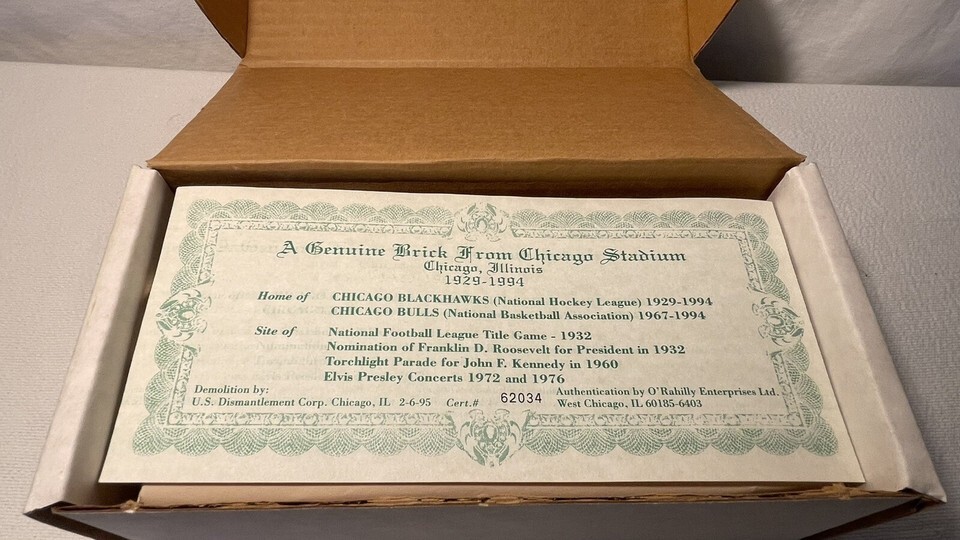 A Genuine Brick From Chicago Stadium
Chicago, Illinois
1929-1994
Home of CHICAGO BLACKHAWKS (National Hockey League) 1929-1994
CHICAGO BULLS (National Basketball Association) 1967-1994
Site of National Football League Title Game - 1932
Nomination of Franklin D. Roosevelt for President in 1932
Torchlight Parade for John F. Kennedy in 1960
Elvis Presley Concerts 1972 and 1976
Demolition by: Authentication by O'Rahilly Enterprises Ltd.
U.S. Dismantlement Corp. Chicago, IL 2-6-95 Cert.# 62034 West Chicago, IL 60185-6403